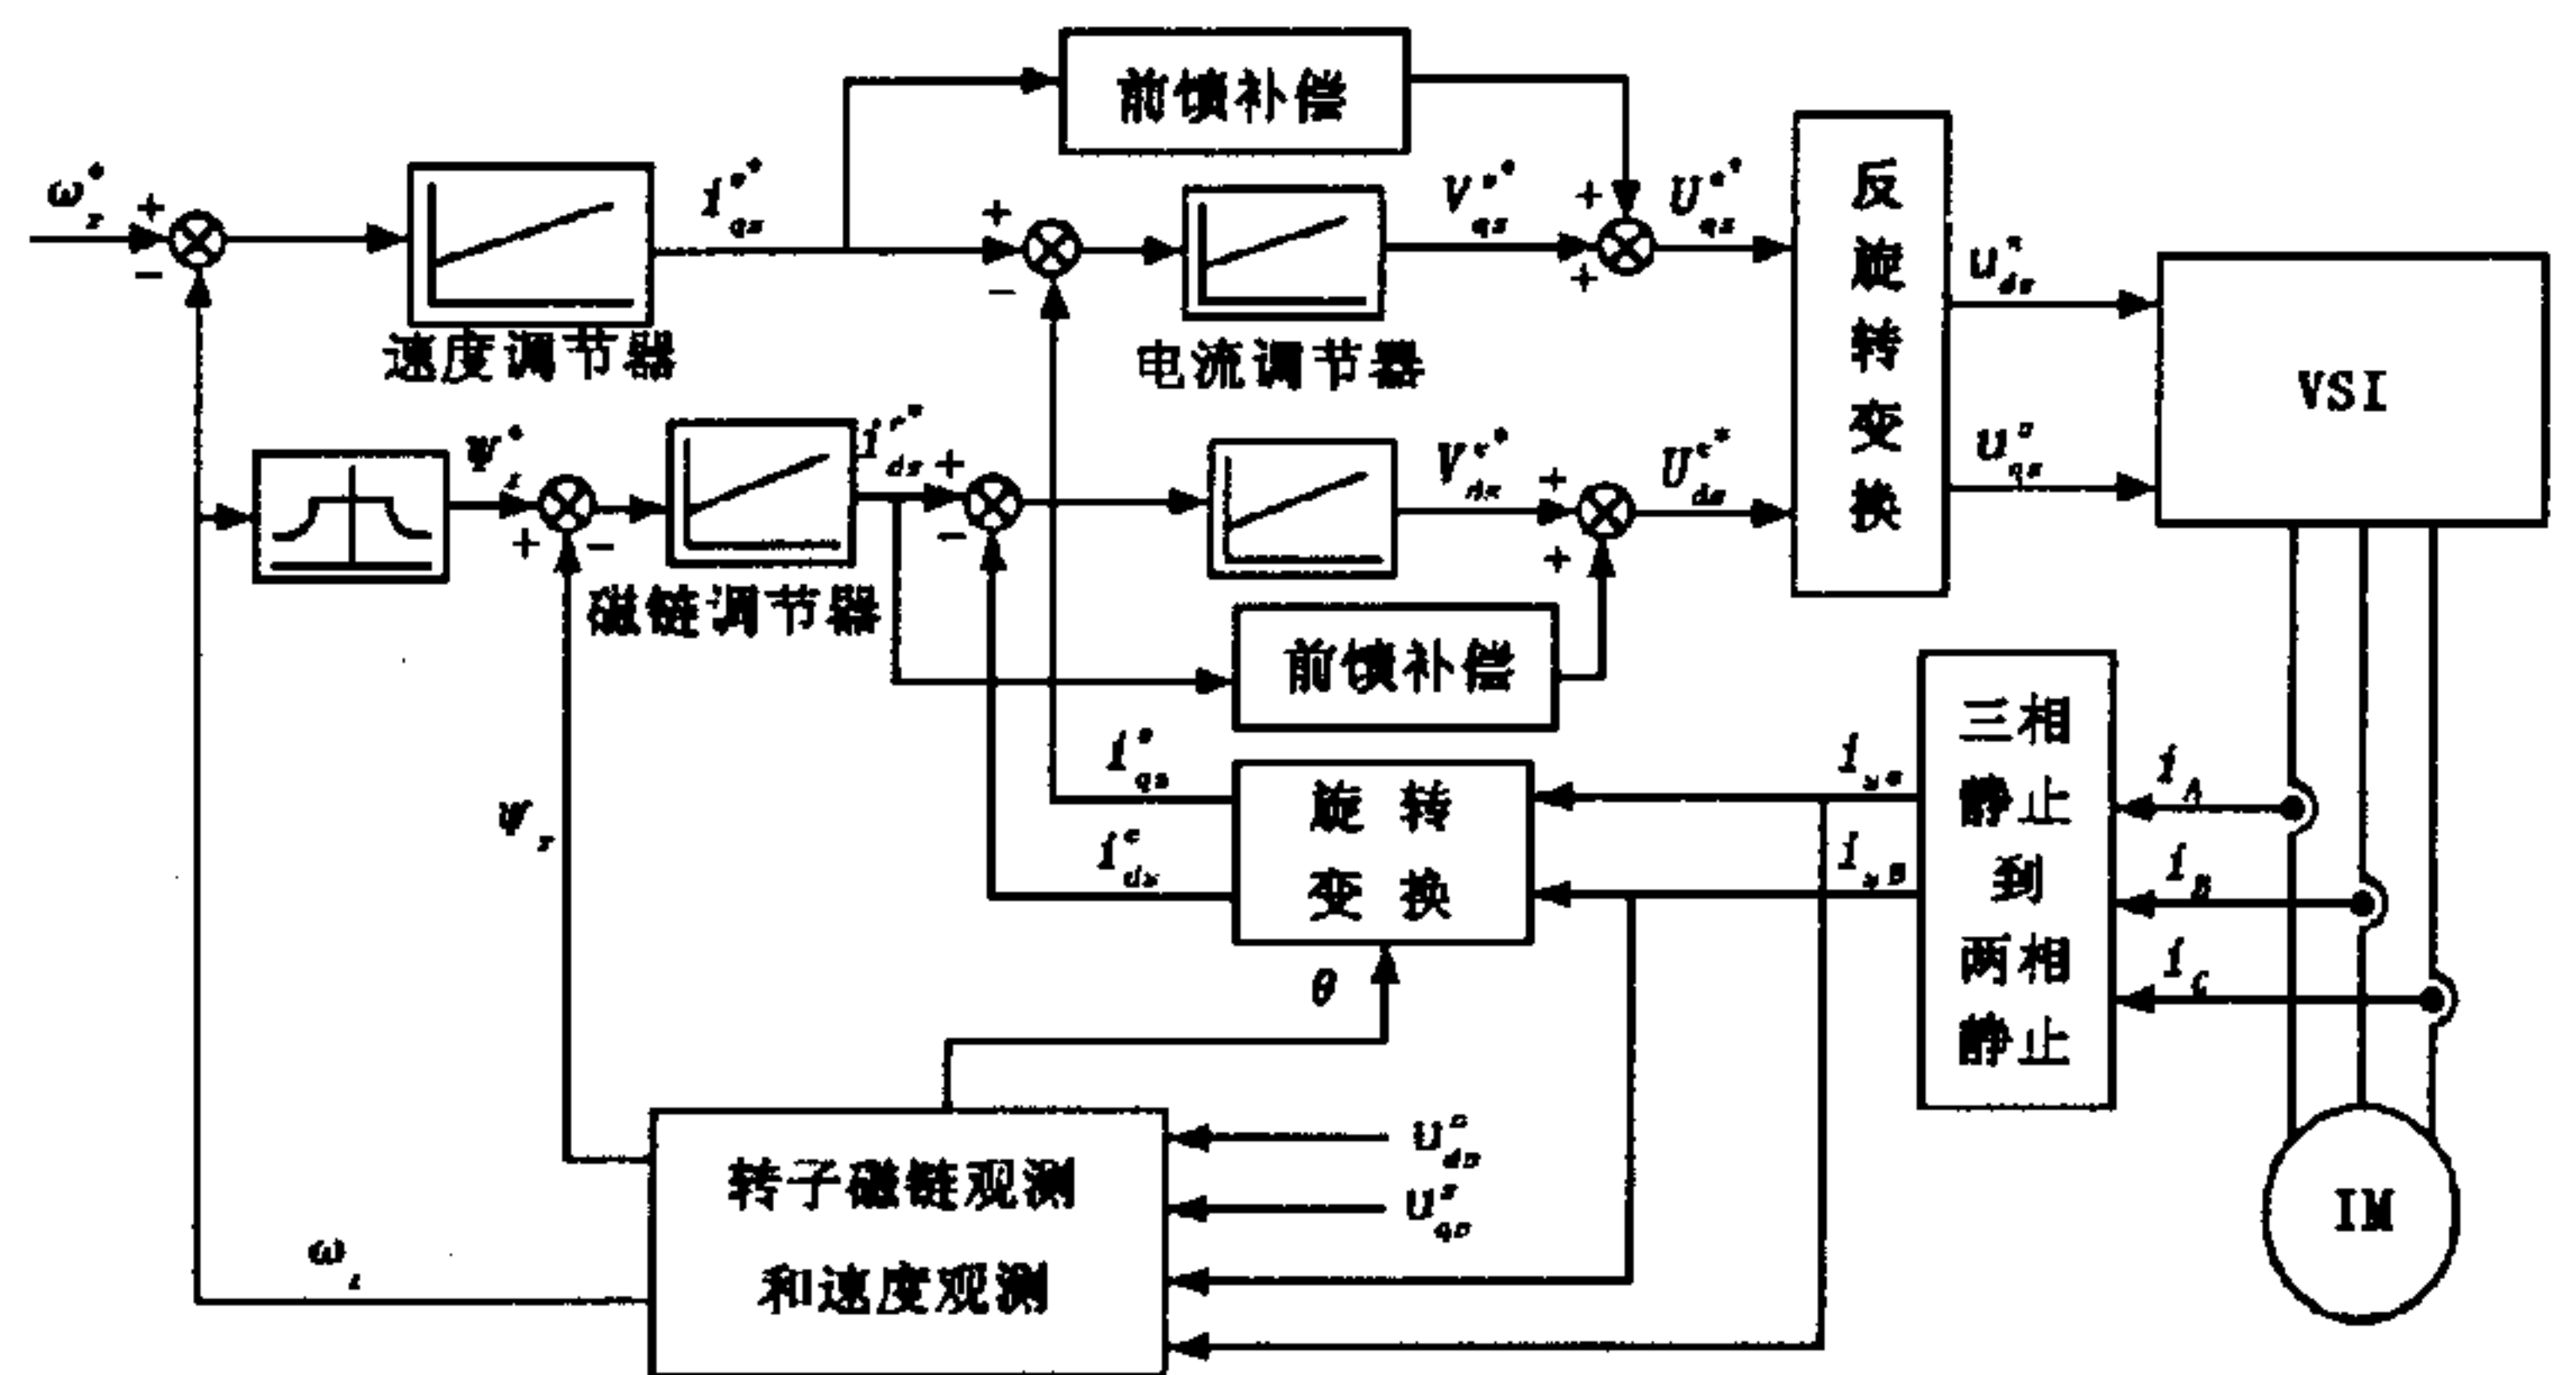 前馈补偿
ω*r
+
−
i^e*qs
速度调节器
+
−
V^e*qs
电流调节器
+
+
U^e*qs
反旋转变换
u^s ds
u^s qs
VSI
Ψ*r
+
−
磁链调节器
+
−
V^e*ds
+
+
U^e*ds
前馈补偿
Ψr
i^e qs
i^e ds
旋转
变换
θ
三相
静止
到
两相
静止
iA
iB
iC
转子磁链观测
和速度观测
ωr
IM